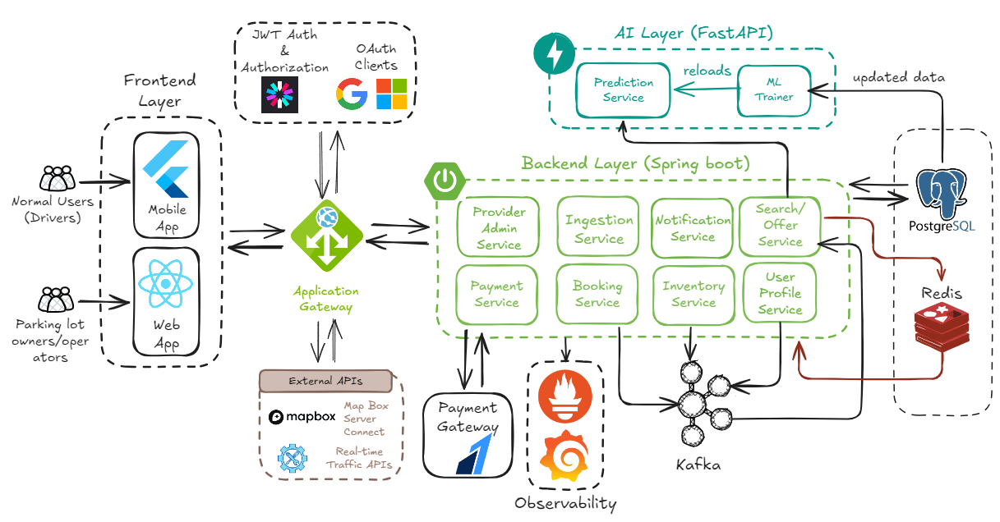 JWT Auth
&
Authorization
OAuth
Clients
AI Layer (FastAPI)
Prediction
Service
reloads
ML
Trainer
updated data
Frontend
Layer
Mobile
App
Web
App
Normal Users
(Drivers)
Parking lot
owners/oper
ators
Application
Gateway
Backend Layer (Spring boot)
Provider
Admin
Service
Ingestion
Service
Notification
Service
Search/
Offer
Service
Payment
Service
Booking
Service
Inventory
Service
User
Profile
Service
PostgreSQL
Redis
External APIs
mapbox
Map Box
Server
Connect
Real-time
Traffic APIs
Payment
Gateway
Observability
Kafka